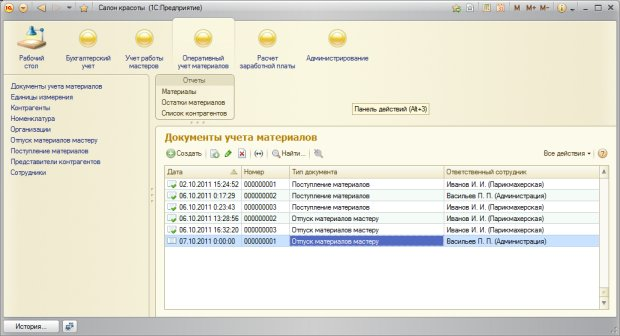 Салон красоты (1С:Предприятие)
M M+ M-
Рабочий стол
Бухгалтерский учет
Учет работы мастеров
Оперативный учет материалов
Расчет заработной платы
Администрирование
Документы учета материалов
Единицы измерения
Контрагенты
Номенклатура
Организации
Отпуск материалов мастеру
Поступление материалов
Представители контрагентов
Сотрудники
Отчеты
Материалы
Остатки материалов
Список контрагентов
Панель действий (Alt+3)
Документы учета материалов
Создать Найти... Все действия
Дата Номер Тип документа Ответственный сотрудник
02.10.2011 15:24:52 000000001 Поступление материалов Иванов И. И. (Парикмахерская)
06.10.2011 0:17:29 000000002 Поступление материалов Васильев П. П. (Администрация)
06.10.2011 0:23:43 000000003 Поступление материалов Иванов И. И. (Парикмахерская)
06.10.2011 13:28:56 000000002 Отпуск материалов мастеру Иванов И. И. (Парикмахерская)
06.10.2011 16:32:20 000000003 Отпуск материалов мастеру Иванов И. И. (Парикмахерская)
07.10.2011 0:00:00 000000001 Отпуск материалов мастеру Васильев П. П. (Администрация)
История...